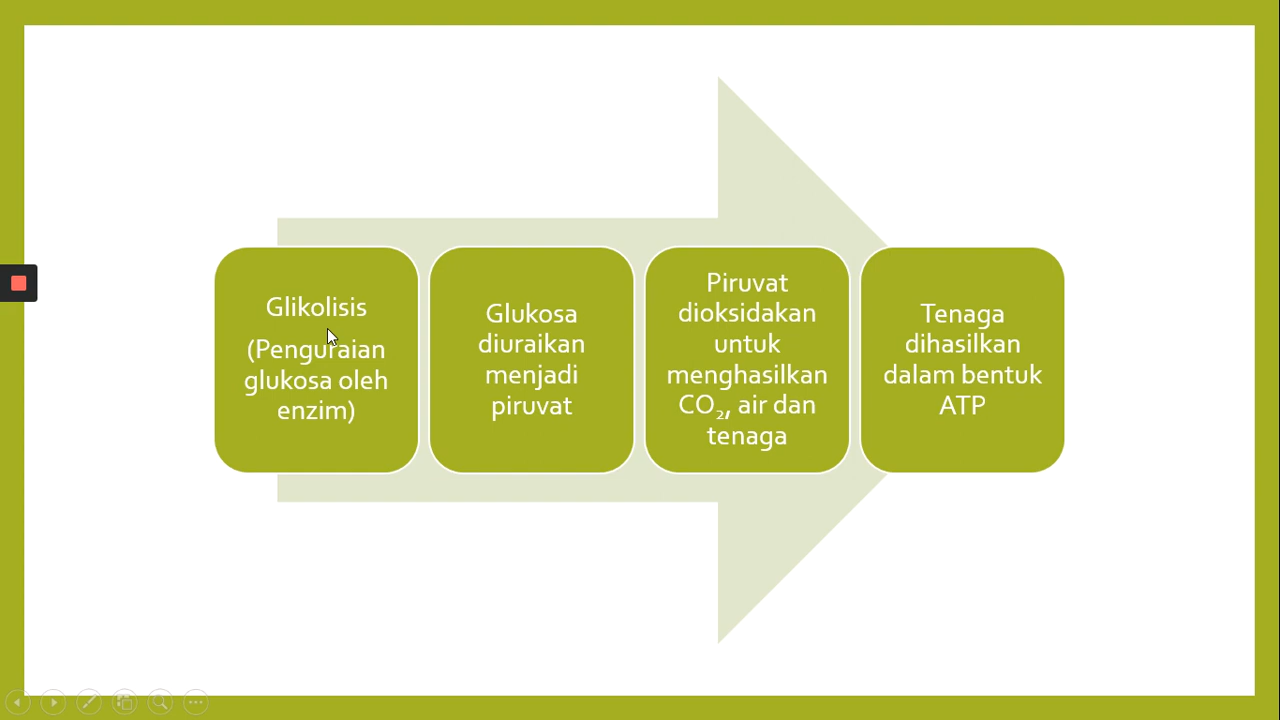 Glikolisis
(Penguraian
glukosa oleh
enzim)
Glukosa
diuraikan
menjadi
piruvat
Piruvat
dioksidakan
untuk
menghasilkan
CO₂, air dan
tenaga
Tenaga
dihasilkan
dalam bentuk
ATP